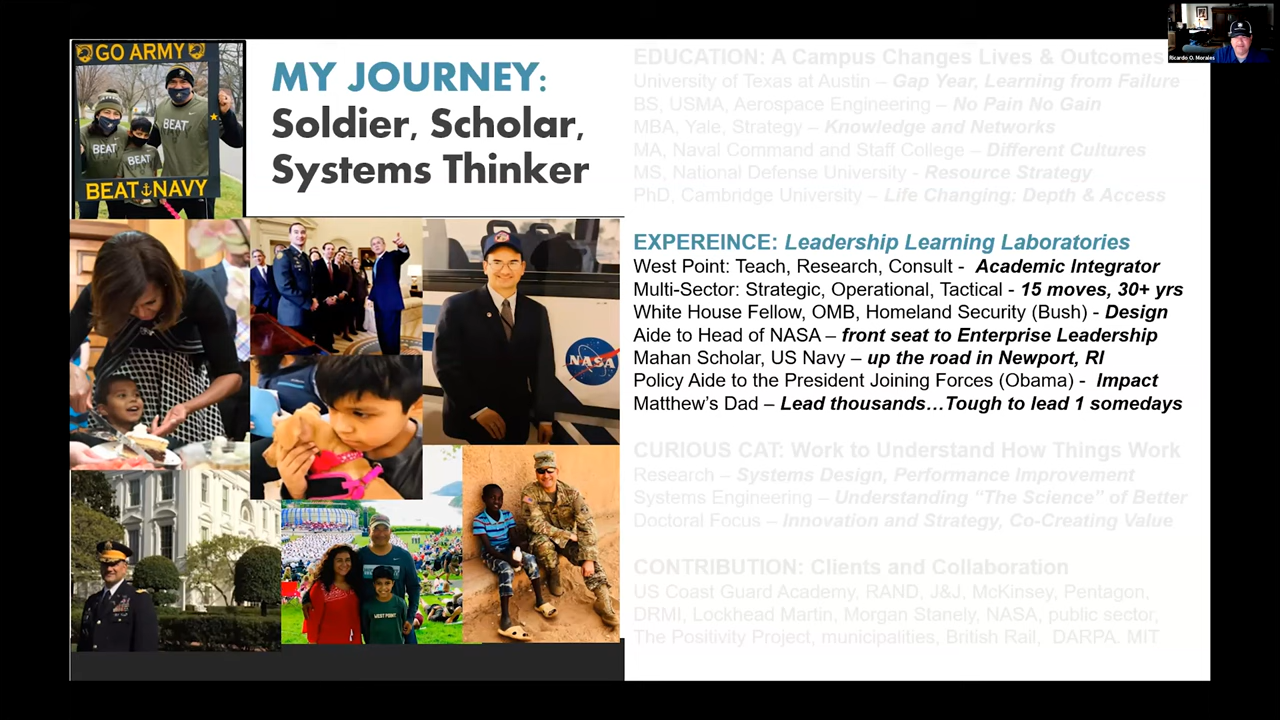 GO ARMY
BEAT
BEAT
BEAT
BEAT NAVY
MY JOURNEY:
Soldier, Scholar,
Systems Thinker
NASA
WEST POINT
EDUCATION: A Campus Changes Lives & Outcomes
University of Texas at Austin – Gap Year, Learning from Failure
BS, USMA, Aerospace Engineering – No Pain No Gain
MBA, Yale, Strategy – Knowledge and Networks
MA, Naval Command and Staff College – Different Cultures
MS, National Defense University - Resource Strategy
PhD, Cambridge University – Life Changing: Depth & Access
EXPEREINCE: Leadership Learning Laboratories
West Point: Teach, Research, Consult - Academic Integrator
Multi-Sector: Strategic, Operational, Tactical - 15 moves, 30+ yrs
White House Fellow, OMB, Homeland Security (Bush) - Design
Aide to Head of NASA – front seat to Enterprise Leadership
Mahan Scholar, US Navy – up the road in Newport, RI
Policy Aide to the President Joining Forces (Obama) - Impact
Matthew's Dad – Lead thousands…Tough to lead 1 somedays
CURIOUS CAT: Work to Understand How Things Work
Research – Systems Design, Performance Improvement
Systems Engineering – Understanding "The Science" of Better
Doctoral Focus – Innovation and Strategy, Co-Creating Value
CONTRIBUTION: Clients and Collaboration
US Coast Guard Academy, RAND, J&J, McKinsey, Pentagon,
DRMI, Lockhead Martin, Morgan Stanely, NASA, public sector,
The Positivity Project, municipalities, British Rail, DARPA. MIT
Ricardo O. Morales